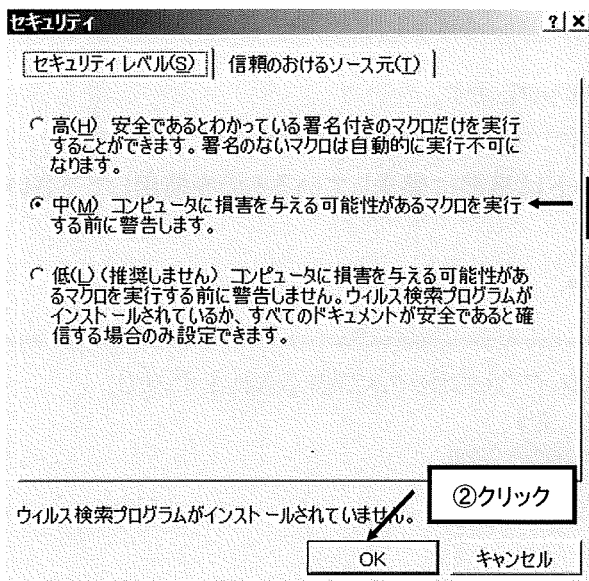 セキュリティ
セキュリティ レベル(S) 信頼のおけるソース元(T)
高(H) 安全であるとわかっている署名付きのマクロだけを実行
することができます。署名のないマクロは自動的に実行不可に
なります。
中(M) コンピュータに損害を与える可能性があるマクロを実行
する前に警告します。
低(L) (推奨しません) コンピュータに損害を与える可能性があ
るマクロを実行する前に警告しません。ウィルス検索プログラムが
インストールされているか、すべてのドキュメントが安全であると確
信する場合のみ設定できます。
②クリック
ウィルス検索プログラムがインストールされていません。
OK キャンセル